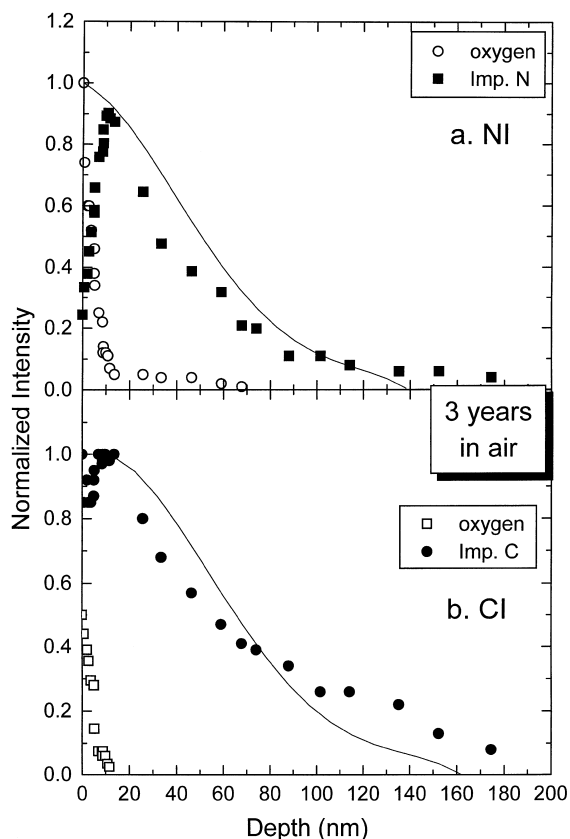 1.2
oxygen
Imp. N
a. NI
1.0
0.8
0.6
0.4
0.2
0.0
3 years
in air
Normalized Intensity
oxygen
Imp. C
b. CI
1.0
0.8
0.6
0.4
0.2
0.0
0 20 40 60 80 100 120 140 160 180 200
Depth (nm)